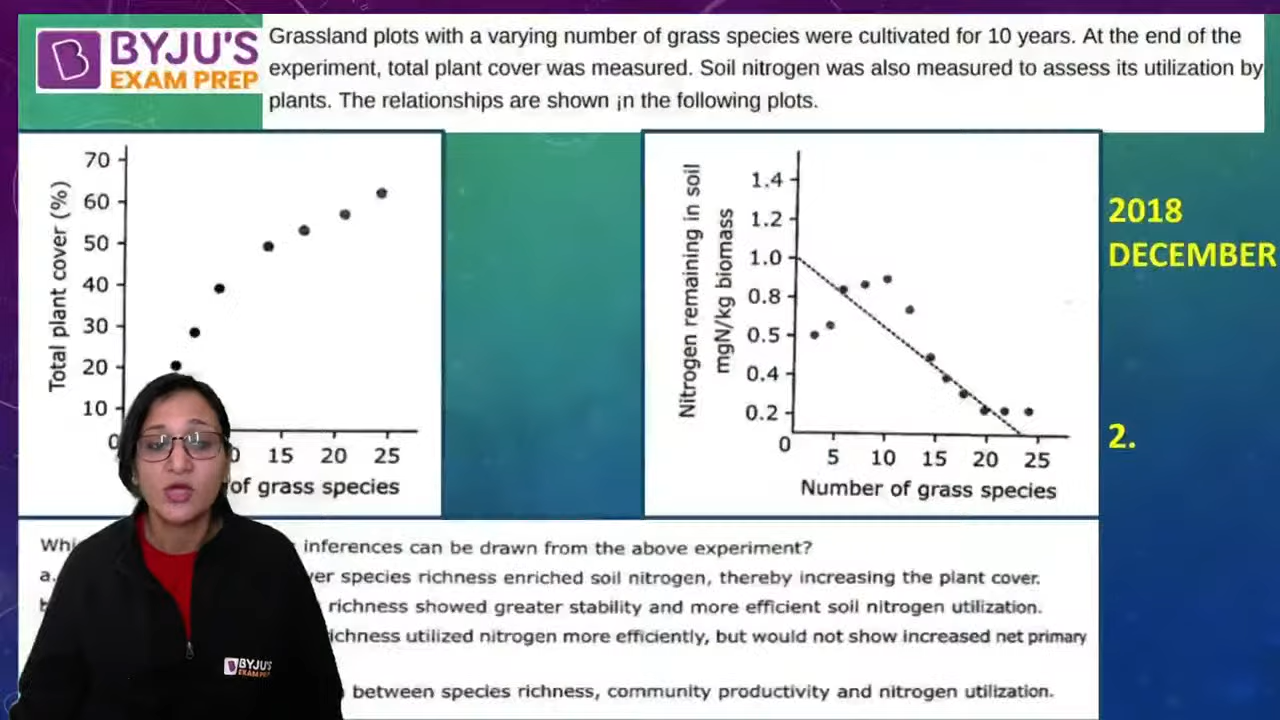 BYJU'S
EXAM PREP
Grassland plots with a varying number of grass species were cultivated for 10 years. At the end of the
experiment, total plant cover was measured. Soil nitrogen was also measured to assess its utilization by
plants. The relationships are shown ¡n the following plots.
Total plant cover (%)
70
60
50
40
30
20
10
15 20 25
of grass species
Nitrogen remaining in soil
mgN/kg biomass
1.4
1.2
1.0
0.8
0.5
0.4
0.2
0
5 10 15 20 25
Number of grass species
2018
DECEMBER
2.
inferences can be drawn from the above experiment?
a.
species richness enriched soil nitrogen, thereby increasing the plant cover.
richness showed greater stability and more efficient soil nitrogen utilization.
utilized nitrogen more efficiently, but would not show increased net primary
between species richness, community productivity and nitrogen utilization.
BYJU'S
EXAM PREP